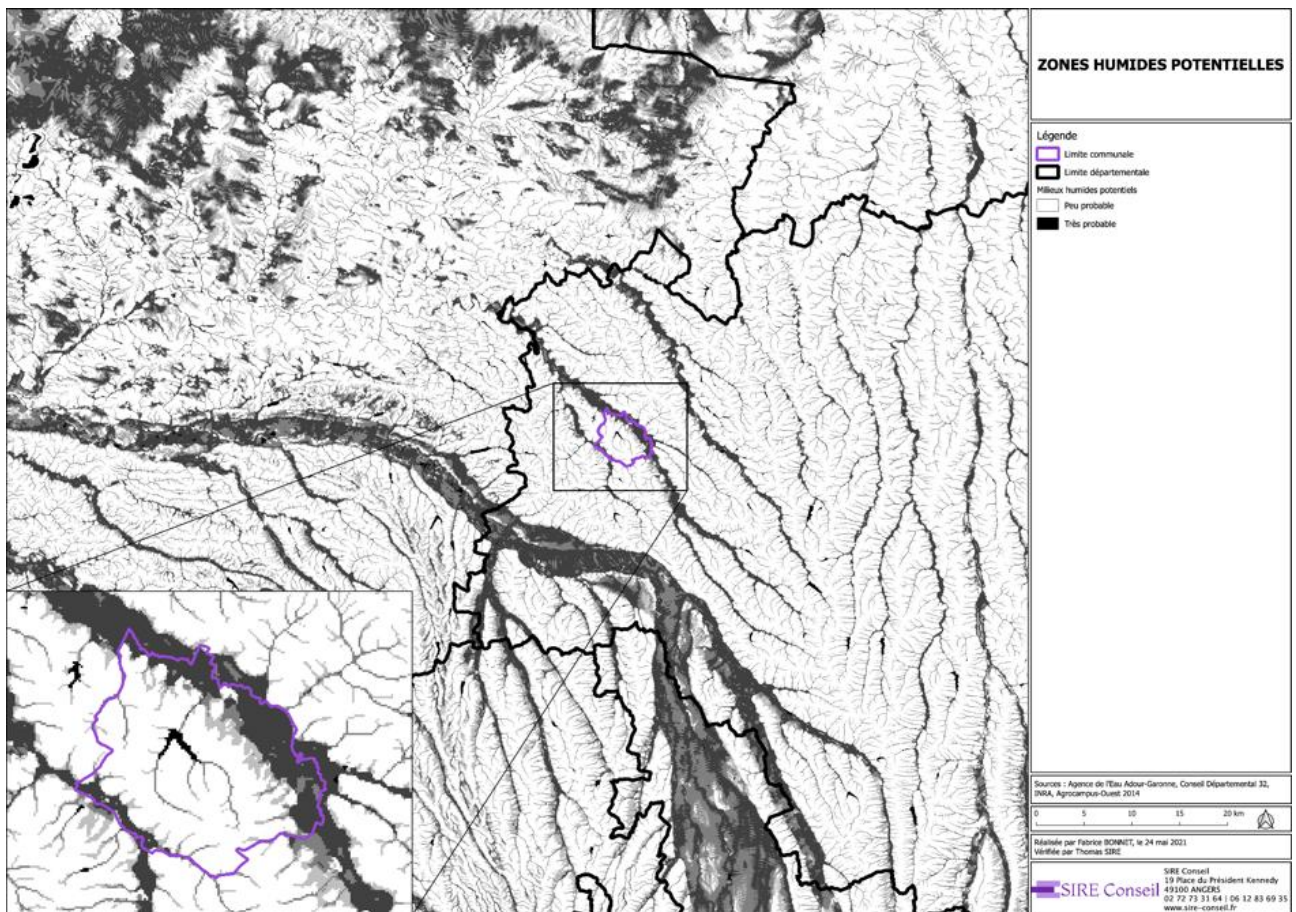 ZONES HUMIDES POTENTIELLES
Légende
Limite communale
Limite départementale
Milieux humides potentiels
Peu probable
Très probable
Sources : Agence de l'Eau Adour-Garonne, Conseil Départemental 32,
INRA, Agrocampus-Ouest 2014
0 5 10 15 20 km
Réalisée par Fabrice BONNET, le 24 mai 2021
Vérifiée par Thomas SIRE
SIRE Conseil
SIRE Conseil
19 Place du Président Kennedy
49100 ANGERS
02 72 73 31 64 | 06 12 83 69 35
www.sire-conseil.fr